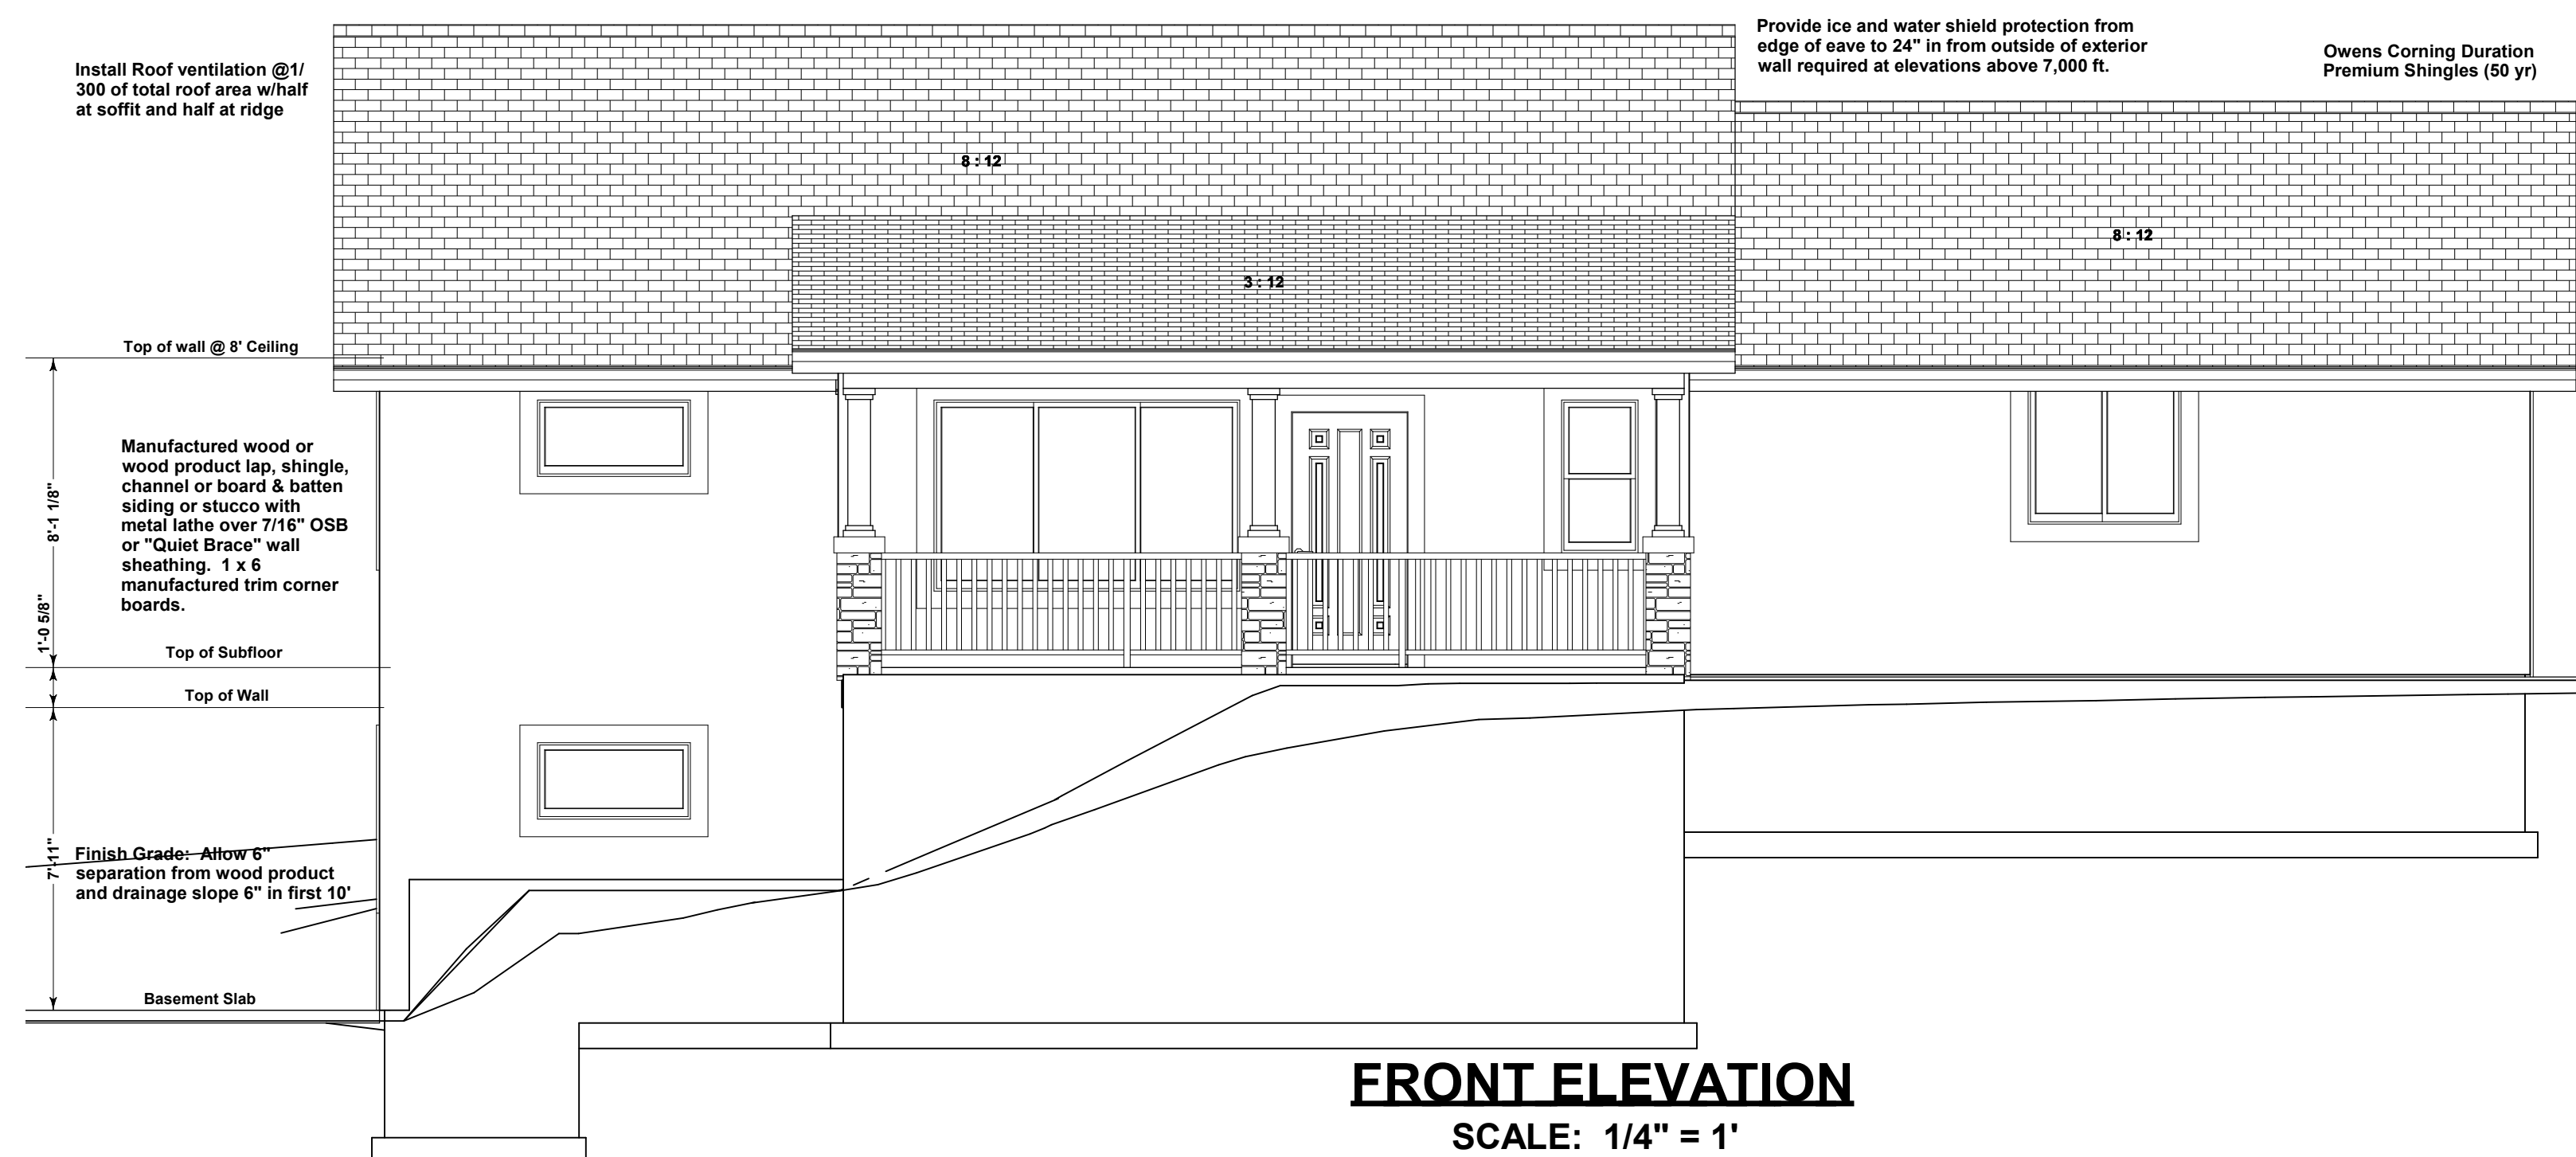 Install Roof ventilation @1/
300 of total roof area w/half
at soffit and half at ridge
Provide ice and water shield protection from
edge of eave to 24" in from outside of exterior
wall required at elevations above 7,000 ft.
Owens Corning Duration
Premium Shingles (50 yr)
8 : 12
8 : 12
3 : 12
Top of wall @ 8' Ceiling
8'-1 1/8"
Manufactured wood or
wood product lap, shingle,
channel or board & batten
siding or stucco with
metal lathe over 7/16" OSB
or "Quiet Brace" wall
sheathing.  1 x 6
manufactured trim corner
boards.
1'-0 5/8"
Top of Subfloor
Top of Wall
7'-11"
Finish Grade:  Allow 6"
separation from wood product
and drainage slope 6" in first 10'
Basement Slab
FRONT ELEVATION
SCALE:  1/4" = 1'